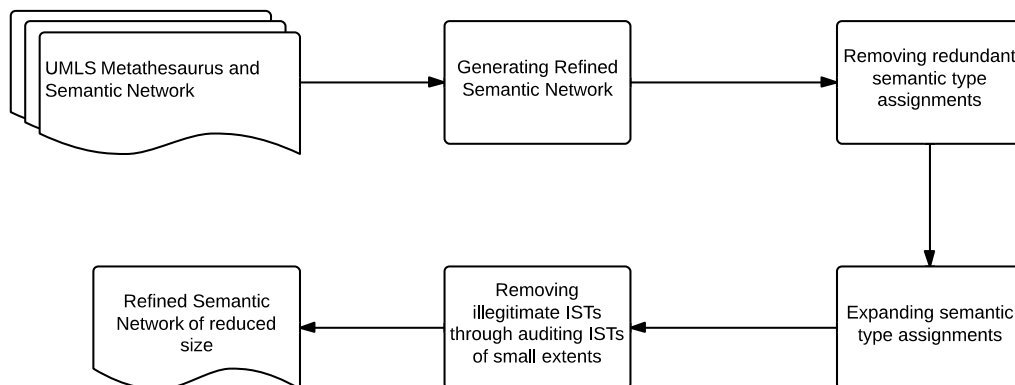 UMLS Metathesaurus and
Semantic Network
Generating Refined
Semantic Network
Removing redundant
semantic type
assignments
Expanding semantic
type assignments
Removing
illegitimate ISTs
through auditing ISTs
of small extents
Refined Semantic
Network of reduced
size